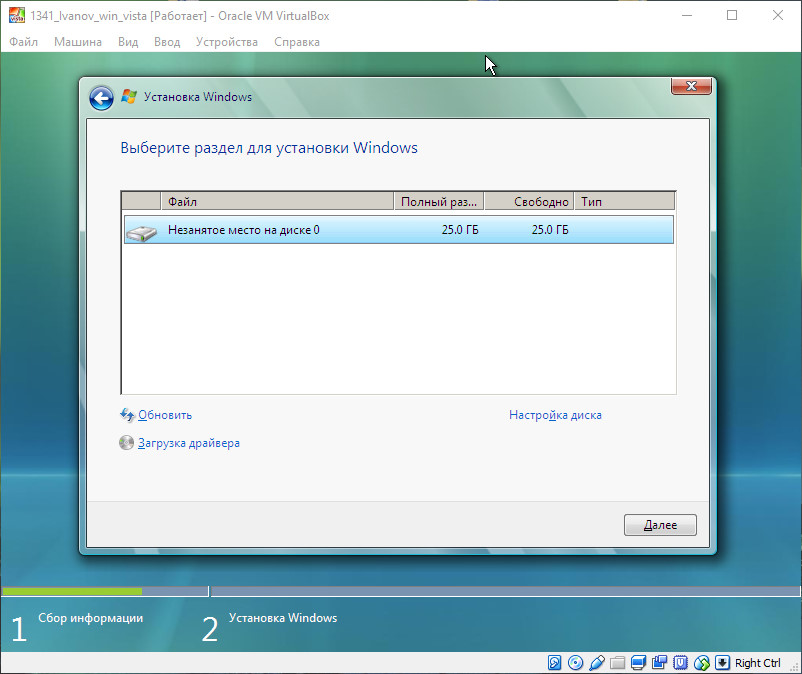 1341_Ivanov_win_vista [Работает] - Oracle VM VirtualBox
Файл Машина Вид Ввод Устройства Справка
Установка Windows
Выберите раздел для установки Windows
Файл Полный раз... Свободно Тип
Незанятое место на диске 0 25.0 ГБ 25.0 ГБ
Обновить Настройка диска
Загрузка драйвера
Далее
1 Сбор информации 2 Установка Windows
Right Ctrl